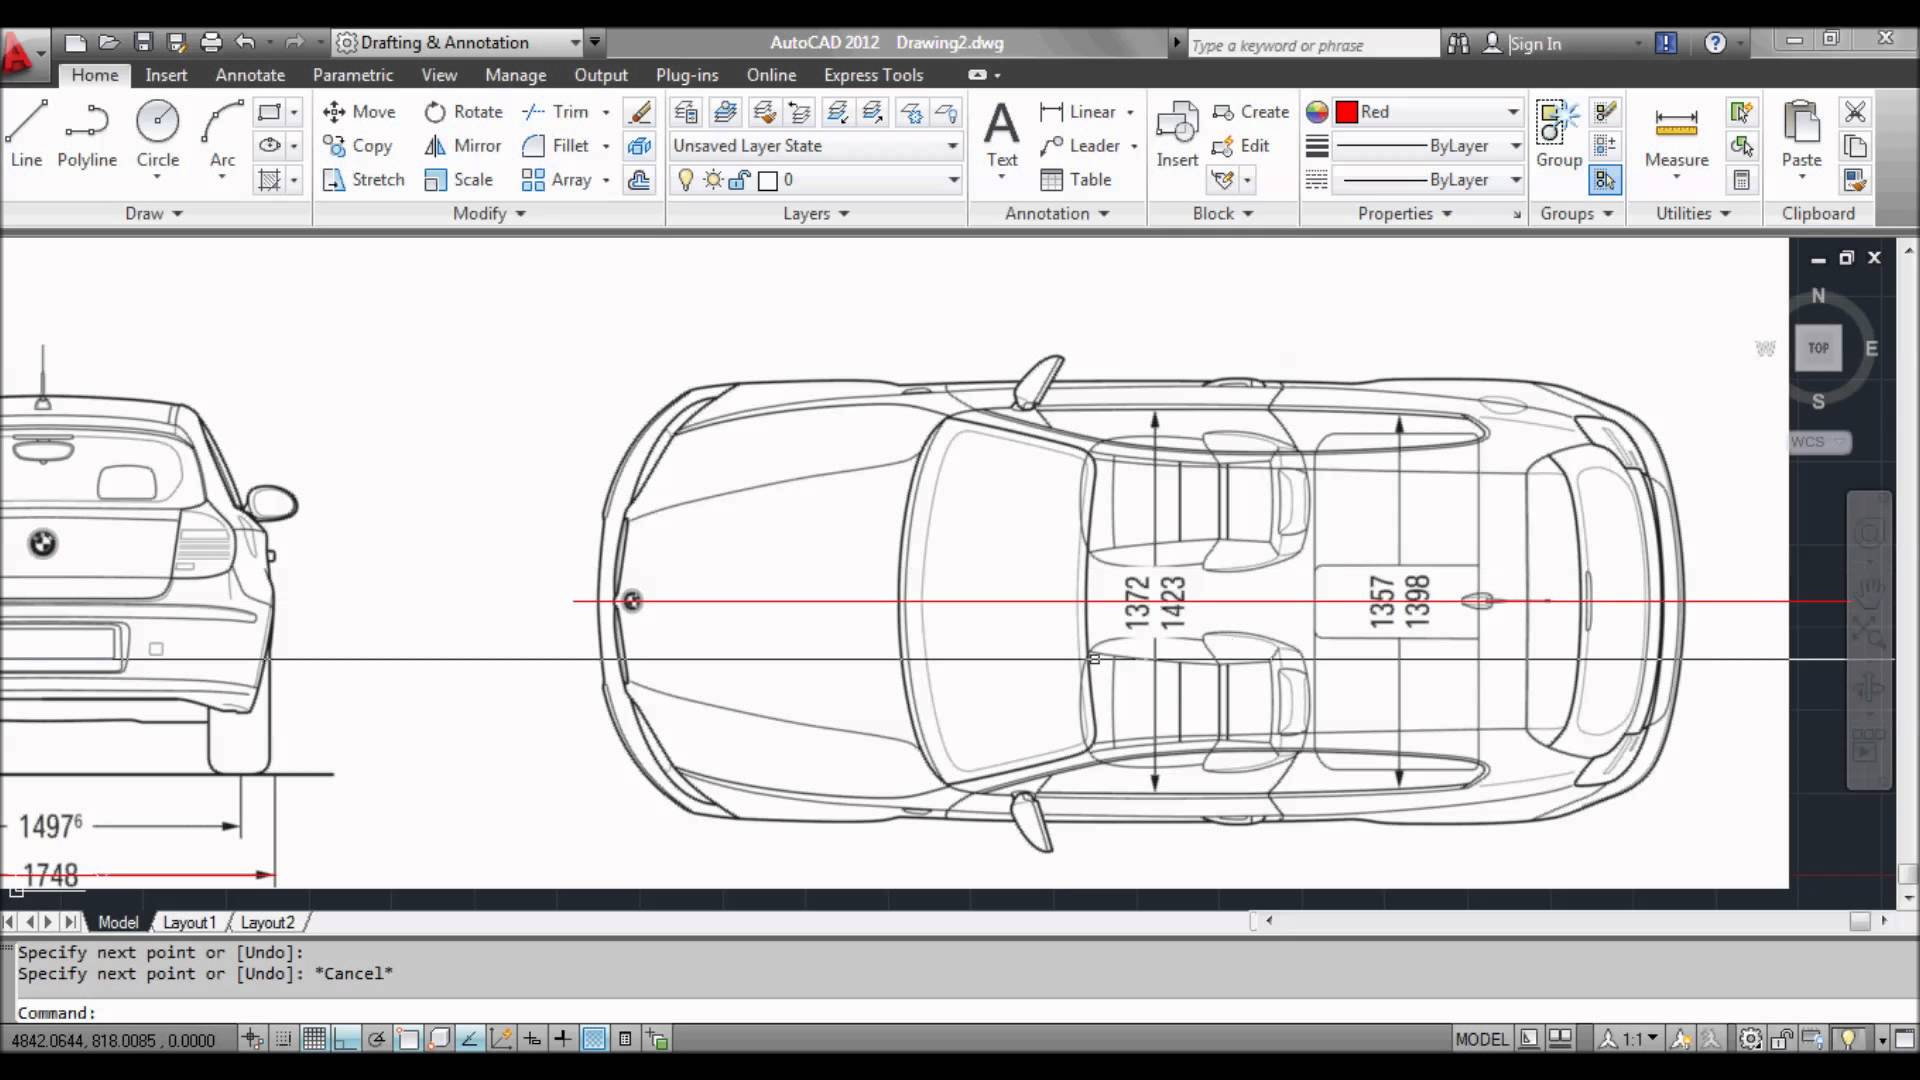 Drafting & Annotation
AutoCAD 2012 Drawing2.dwg
Type a keyword or phrase
Sign In
Home Insert Annotate Parametric View Manage Output Plug-ins Online Express Tools
Line Polyline Circle Arc
Move Rotate Trim
Copy Mirror Fillet
Stretch Scale Array
Unsaved Layer State
0
Text
Linear
Leader
Table
Insert
Create
Edit
Red
ByLayer
ByLayer
Group
Measure
Paste
Draw Modify Layers Annotation Block Properties Groups Utilities Clipboard
N
TOP
E
S
W
WCS
1372
1423
1357
1398
1497⁶
1748
Model Layout1 Layout2
Specify next point or [Undo]:
Specify next point or [Undo]: *Cancel*
Command:
4842.0644, 818.0085 , 0.0000
MODEL
1:1